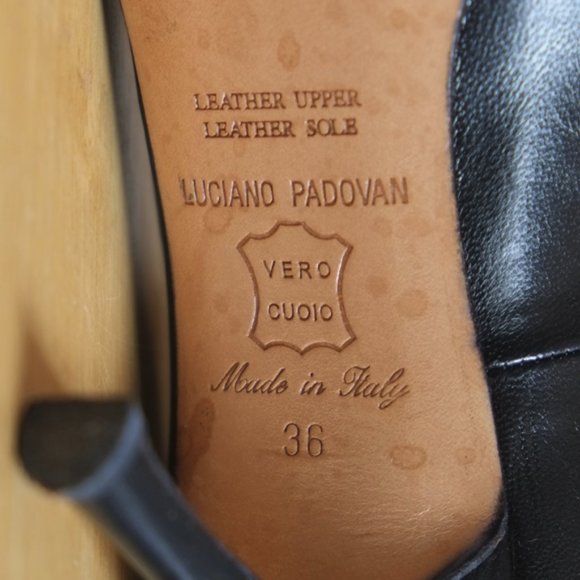 LEATHER UPPER
LEATHER SOLE
LUCIANO PADOVAN
VERO
CUOIO
Made in Italy
36